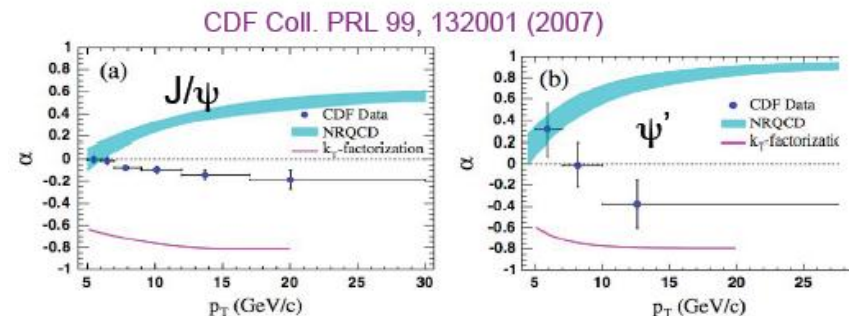 CDF Coll. PRL 99, 132001 (2007)
(a)
J/ψ
CDF Data
NRQCD
k_T-factorization
α
1
0.8
0.6
0.4
0.2
0
-0.2
-0.4
-0.6
-0.8
-1
5 10 15 20 25 30
p_T (GeV/c)
(b)
ψ'
CDF Data
NRQCD
k_T-factorizatio
α
1
0.8
0.6
0.4
0.2
0
-0.2
-0.4
-0.6
-0.8
-1
5 10 15 20 25
p_T (GeV/c)